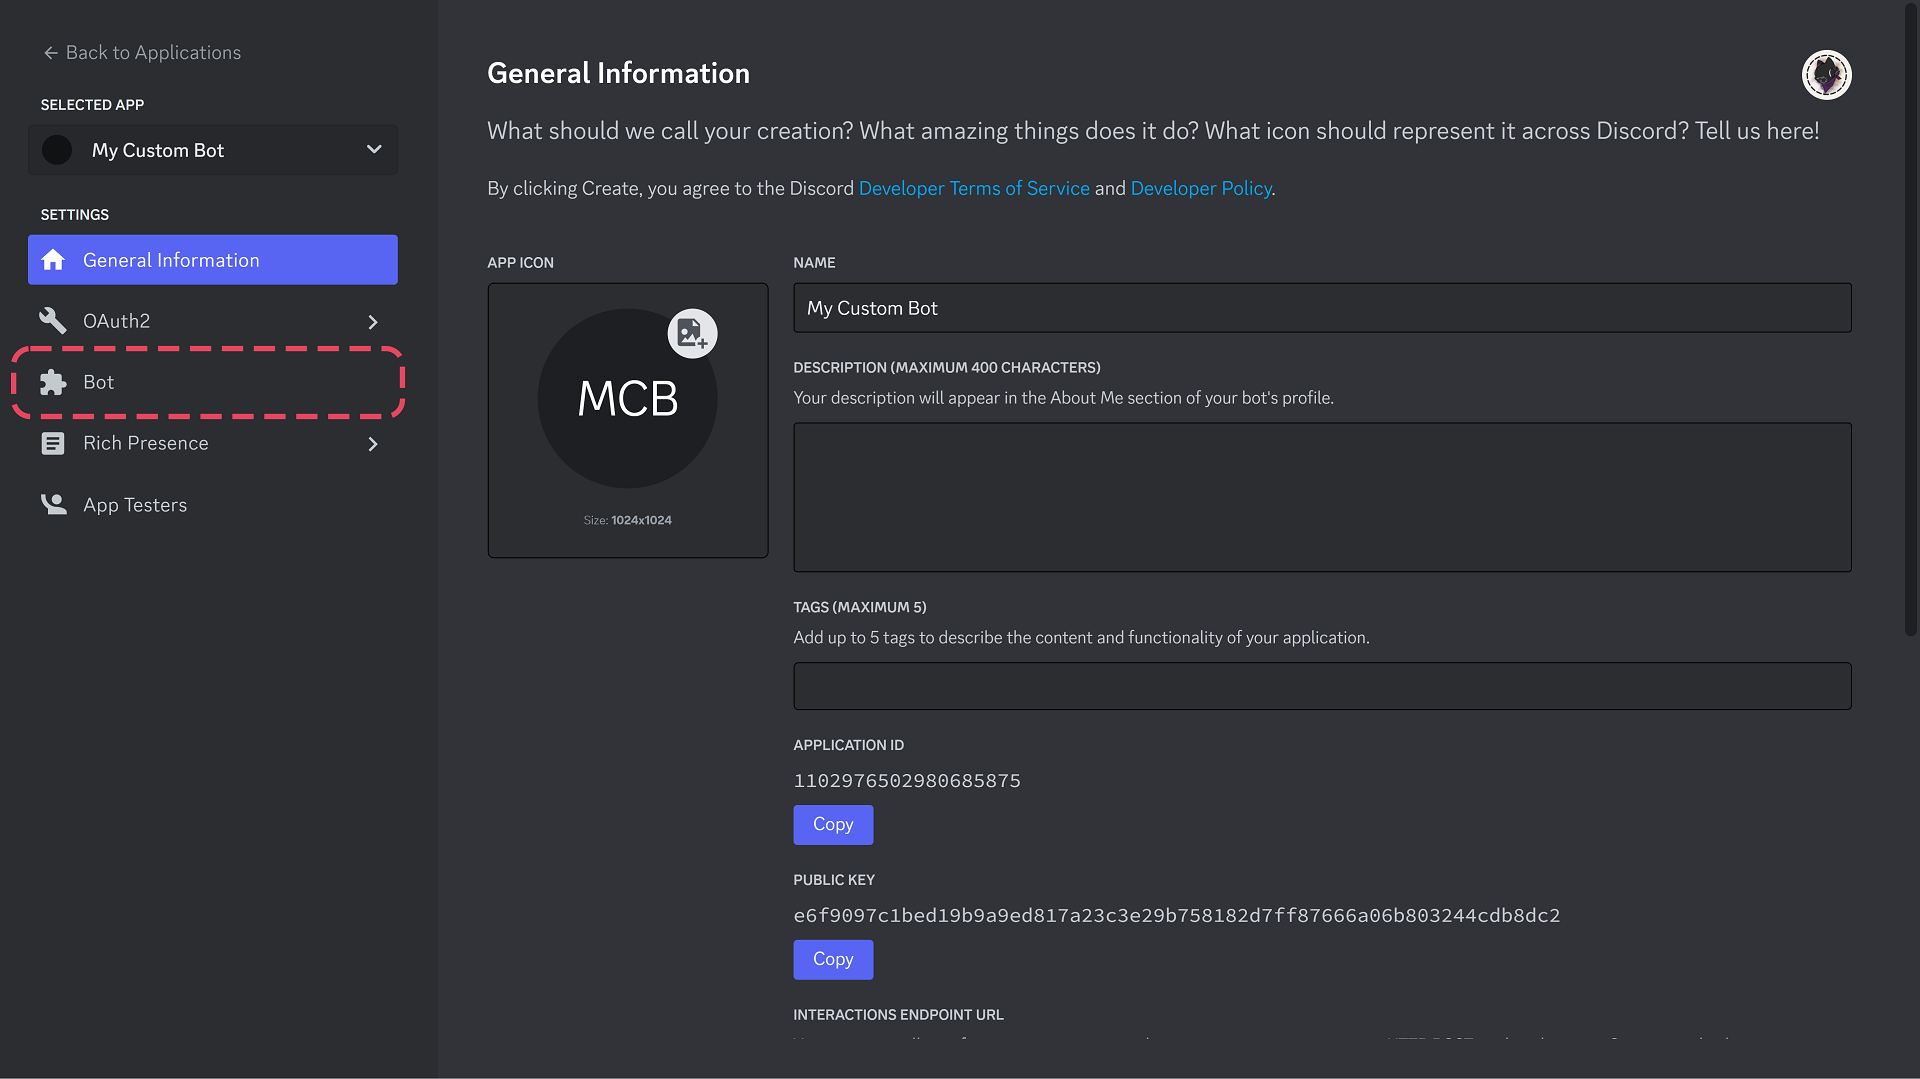 Back to Applications
SELECTED APP
My Custom Bot
SETTINGS
General Information
OAuth2
Bot
Rich Presence
App Testers
General Information
What should we call your creation? What amazing things does it do? What icon should represent it across Discord? Tell us here!
By clicking Create, you agree to the Discord Developer Terms of Service and Developer Policy.
APP ICON
MCB
Size: 1024x1024
NAME
My Custom Bot
DESCRIPTION (MAXIMUM 400 CHARACTERS)
Your description will appear in the About Me section of your bot's profile.
TAGS (MAXIMUM 5)
Add up to 5 tags to describe the content and functionality of your application.
APPLICATION ID
1102976502980685875
Copy
PUBLIC KEY
e6f9097c1bed19b9a9ed817a23c3e29b758182d7ff87666a06b803244cdb8dc2
Copy
INTERACTIONS ENDPOINT URL